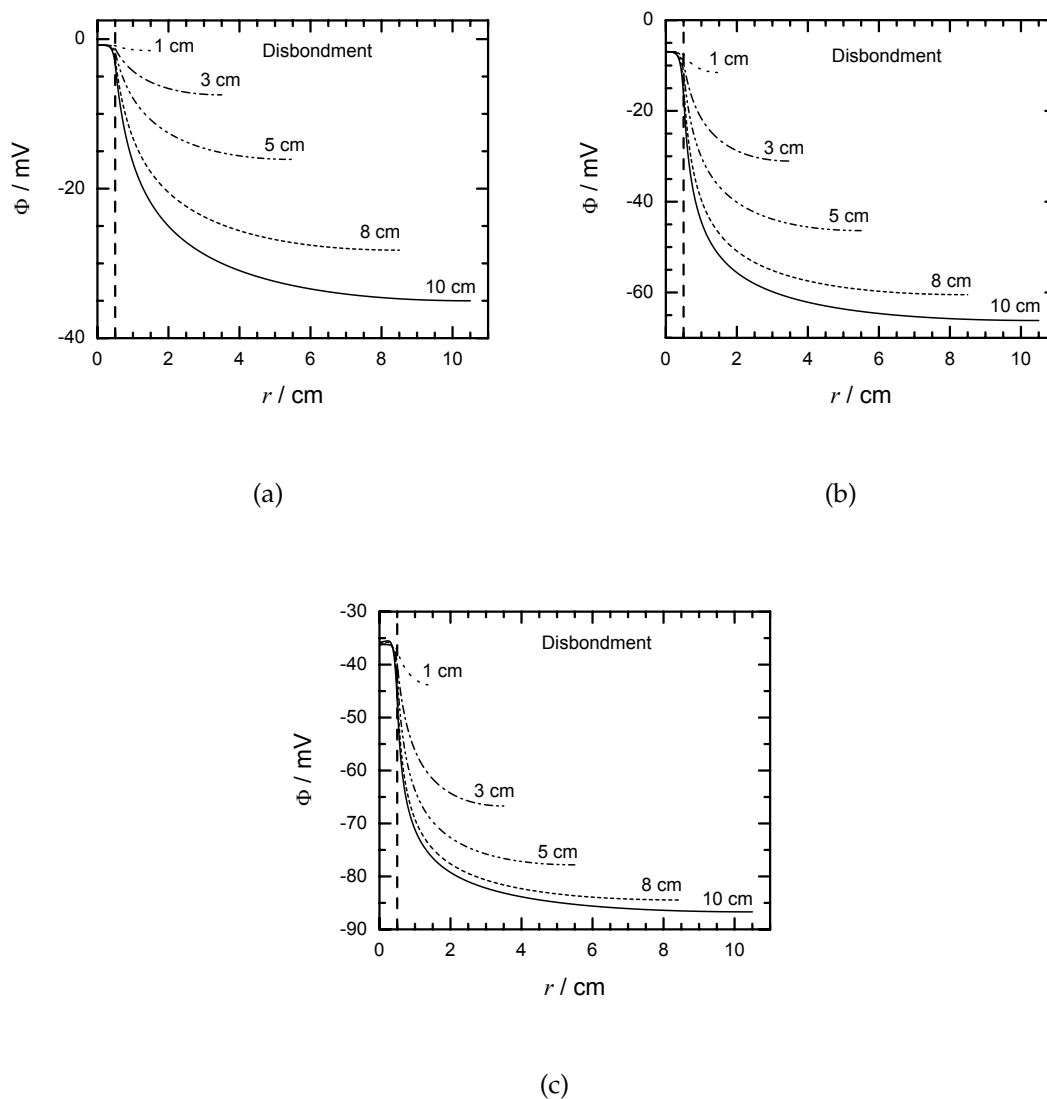 0
-20
-40
0 2 4 6 8 10
Φ / mV
r / cm
Disbondment
1 cm
3 cm
5 cm
8 cm
10 cm
(a)
0
-20
-40
-60
0 2 4 6 8 10
Φ / mV
r / cm
Disbondment
1 cm
3 cm
5 cm
8 cm
10 cm
(b)
-30
-40
-50
-60
-70
-80
-90
0 2 4 6 8 10
Φ / mV
r / cm
Disbondment
1 cm
3 cm
5 cm
8 cm
10 cm
(c)